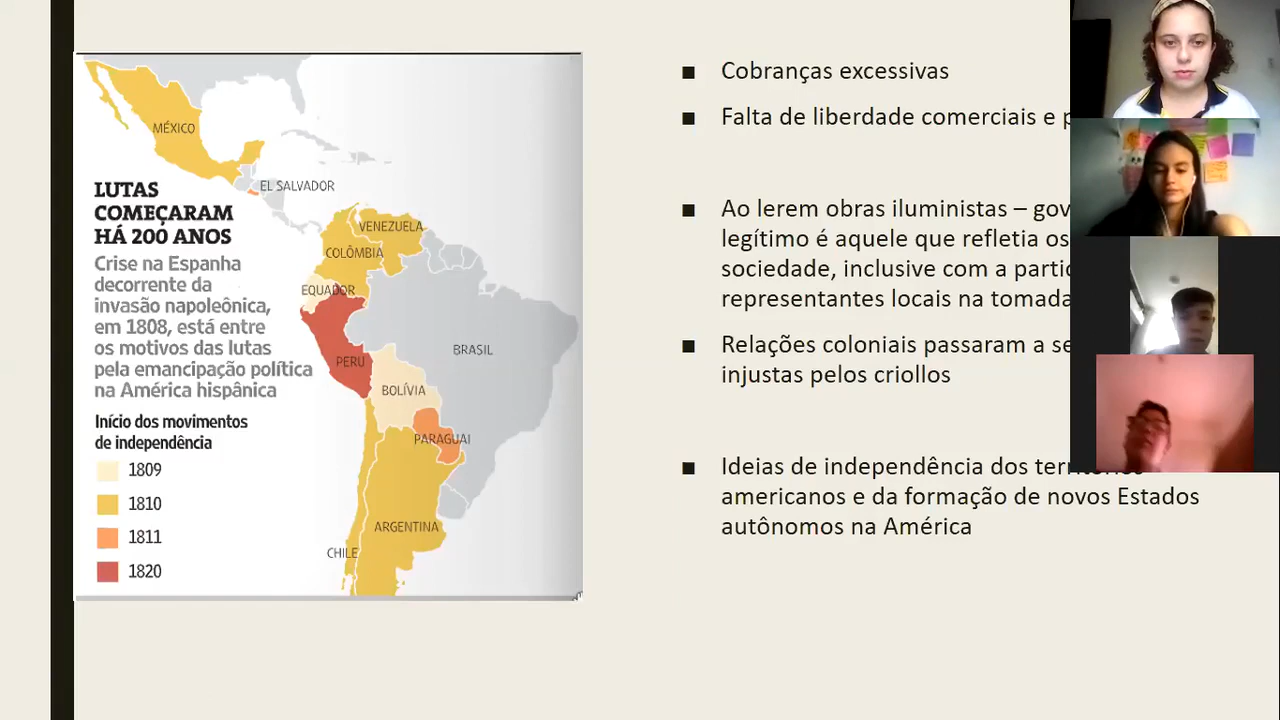 MÉXICO
EL SALVADOR
LUTAS
COMEÇARAM
HÁ 200 ANOS
Crise na Espanha
decorrente da
invasão napoleônica,
em 1808, está entre
os motivos das lutas
pela emancipação política
na América hispânica
Início dos movimentos
de independência
1809
1810
1811
1820
VENEZUELA
COLÔMBIA
EQUADOR
PERU
BRASIL
BOLÍVIA
PARAGUAI
ARGENTINA
CHILE
■ Cobranças excessivas
■ Falta de liberdade comerciais e
■ Ao lerem obras iluministas –
legítimo é aquele que refletia os
sociedade, inclusive com a
representantes locais na tomada
■ Relações coloniais passaram a
injustas pelos criollos
■ Ideias de independência dos territórios
americanos e da formação de novos Estados
autônomos na América